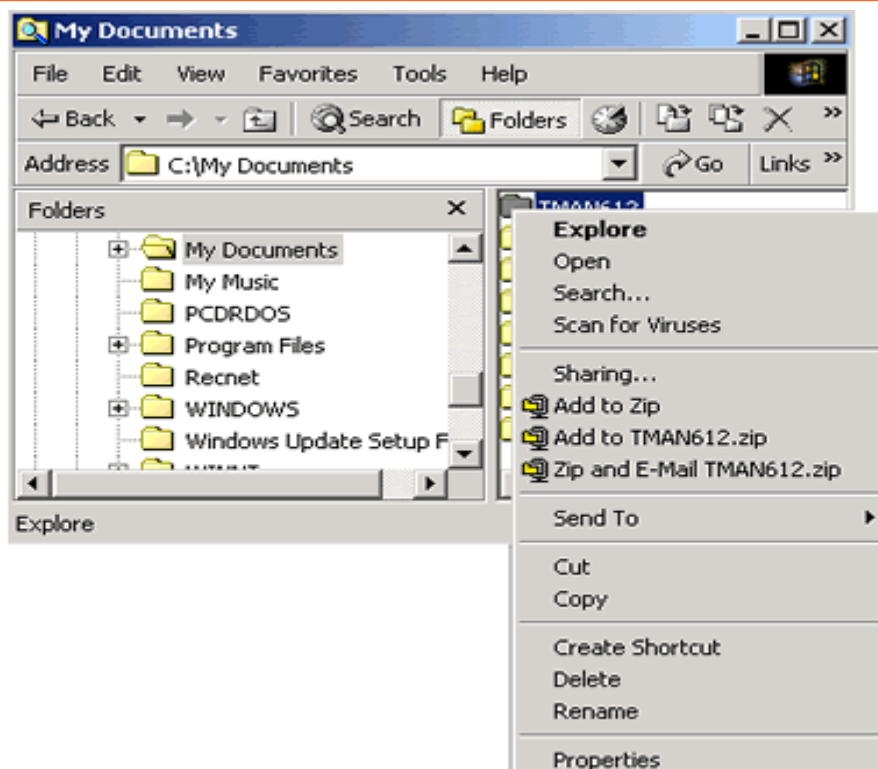 My Documents
File Edit View Favorites Tools Help
Back Search Folders »
Address C:\My Documents Go Links »
Folders
My Documents
My Music
PCDRDOS
Program Files
Recnet
WINDOWS
Windows Update Setup F
TMAN612
Explore
Open
Search...
Scan for Viruses
Sharing...
Add to Zip
Add to TMAN612.zip
Zip and E-Mail TMAN612.zip
Send To
Cut
Copy
Create Shortcut
Delete
Rename
Properties
Explore